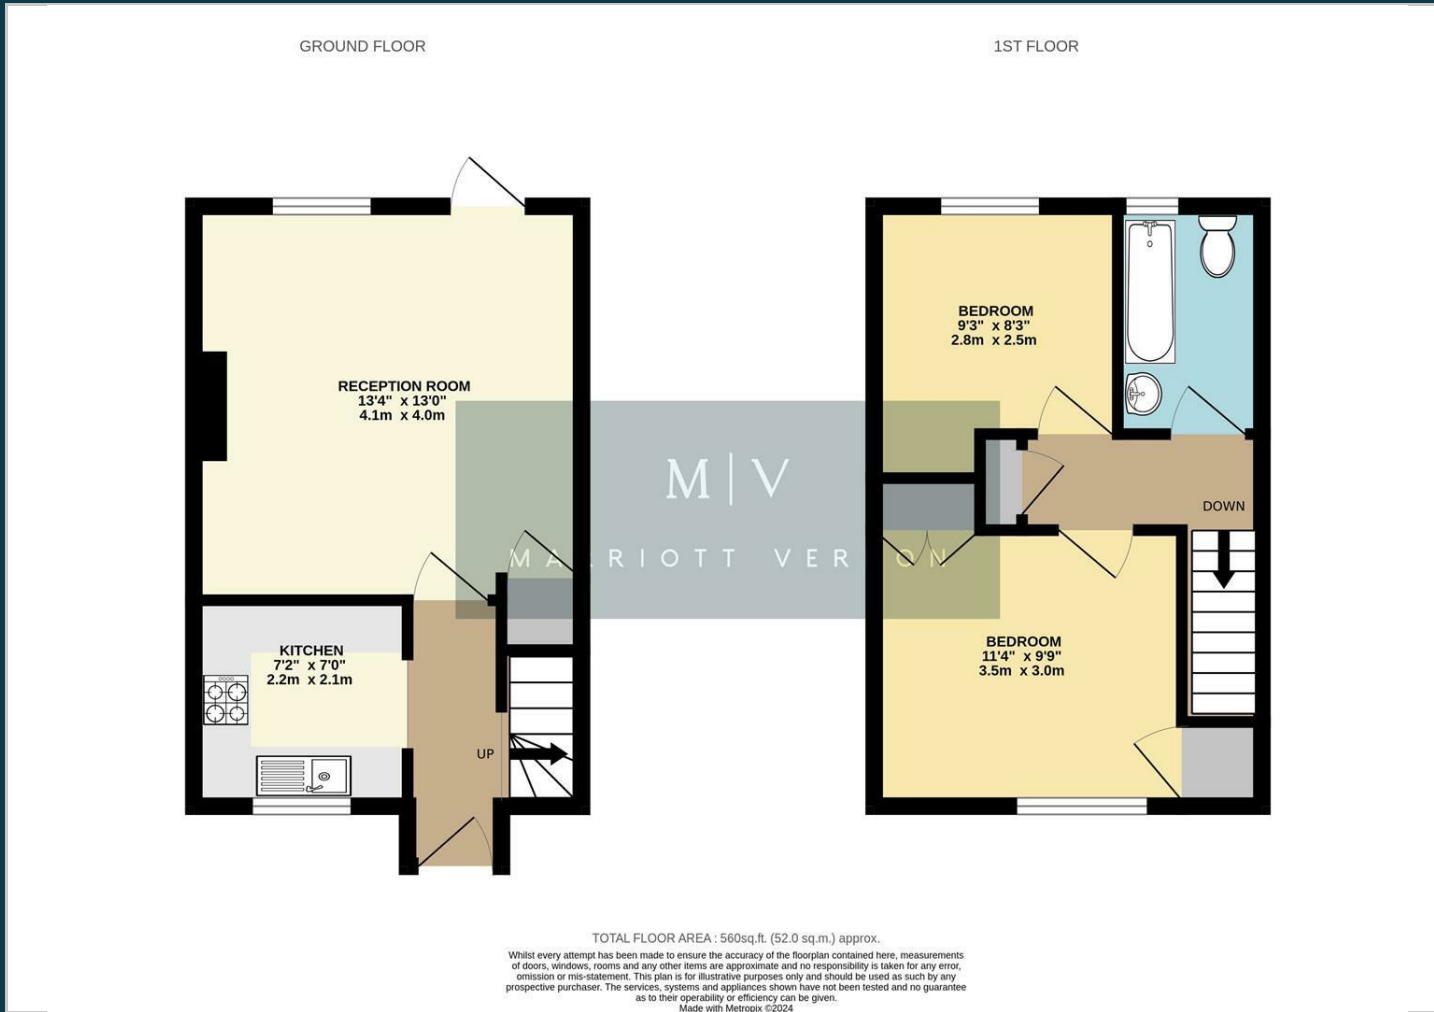 GROUND FLOOR
1ST FLOOR
RECEPTION ROOM
13'4" x 13'0"
4.1m x 4.0m
KITCHEN
7'2" x 7'0"
2.2m x 2.1m
UP
BEDROOM
9'3" x 8'3"
2.8m x 2.5m
DOWN
BEDROOM
11'4" x 9'9"
3.5m x 3.0m
M|V
MARRIOTT VERNON
TOTAL FLOOR AREA : 560sq.ft. (52.0 sq.m.) approx.
Whilst every attempt has been made to ensure the accuracy of the floorplan contained here, measurements
of doors, windows, rooms and any other items are approximate and no responsibility is taken for any error,
omission or mis-statement. This plan is for illustrative purposes only and should be used as such by any
prospective purchaser. The services, systems and appliances shown have not been tested and no guarantee
as to their operability or efficiency can be given.
Made with Metropix ©2024